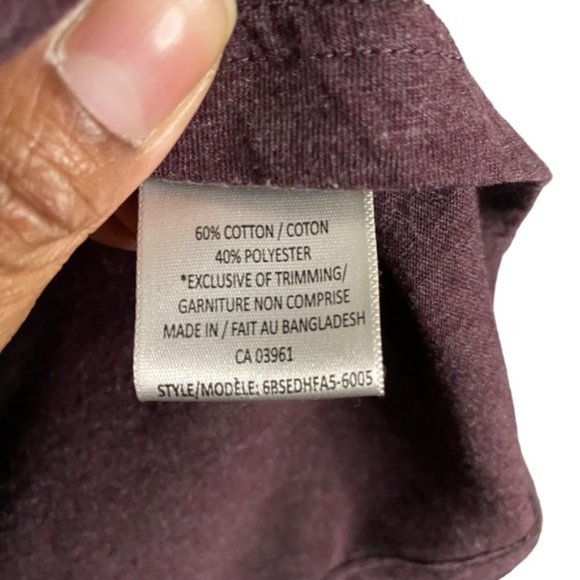 60% COTTON / COTON
40% POLYESTER
*EXCLUSIVE OF TRIMMING/
GARNITURE NON COMPRISE
MADE IN / FAIT AU BANGLADESH
CA 03961
STYLE/MODÈLE: 6RSEDHFA5-6005